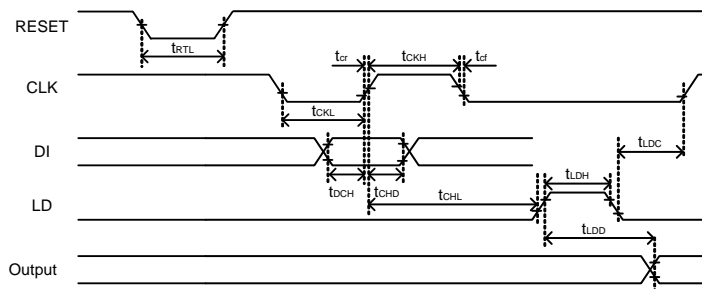 RESET
tRTL
tcr
tCKH
tcf
CLK
tCKL
tLDC
DI
tLDH
tDCH
tCHD
tCHL
LD
tLDD
Output